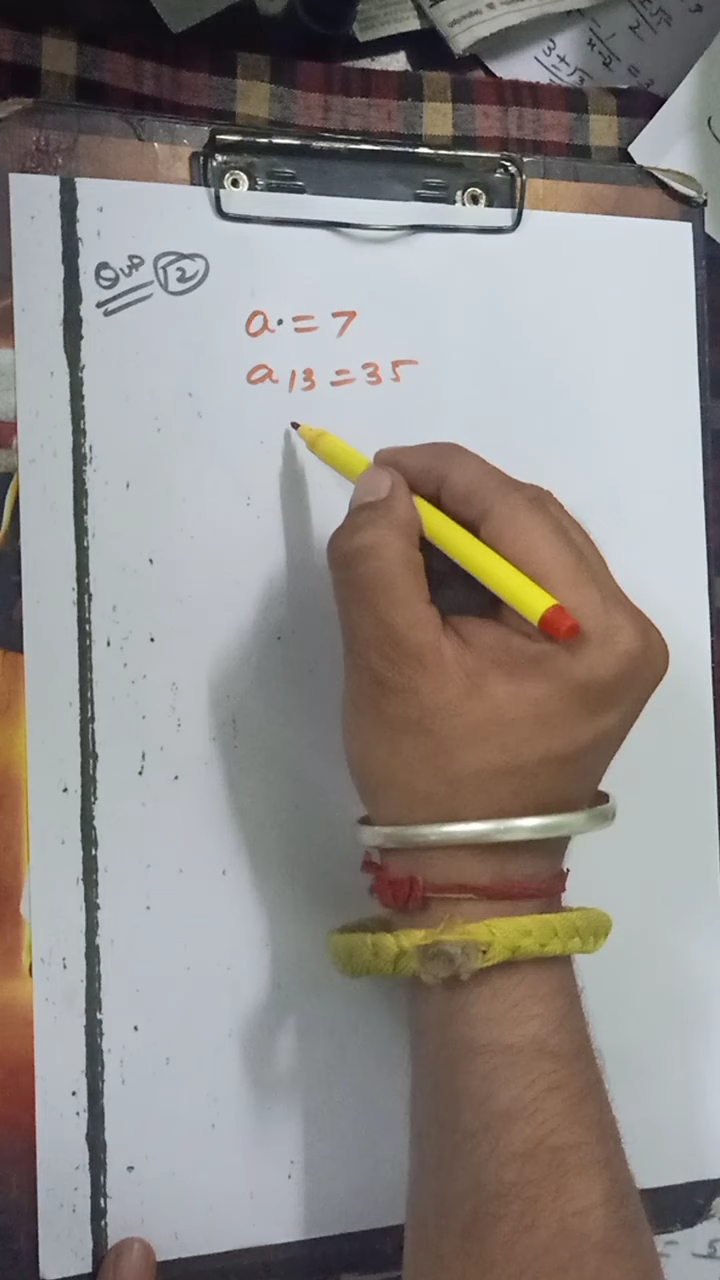 Que 12
a = 7
a13 = 35